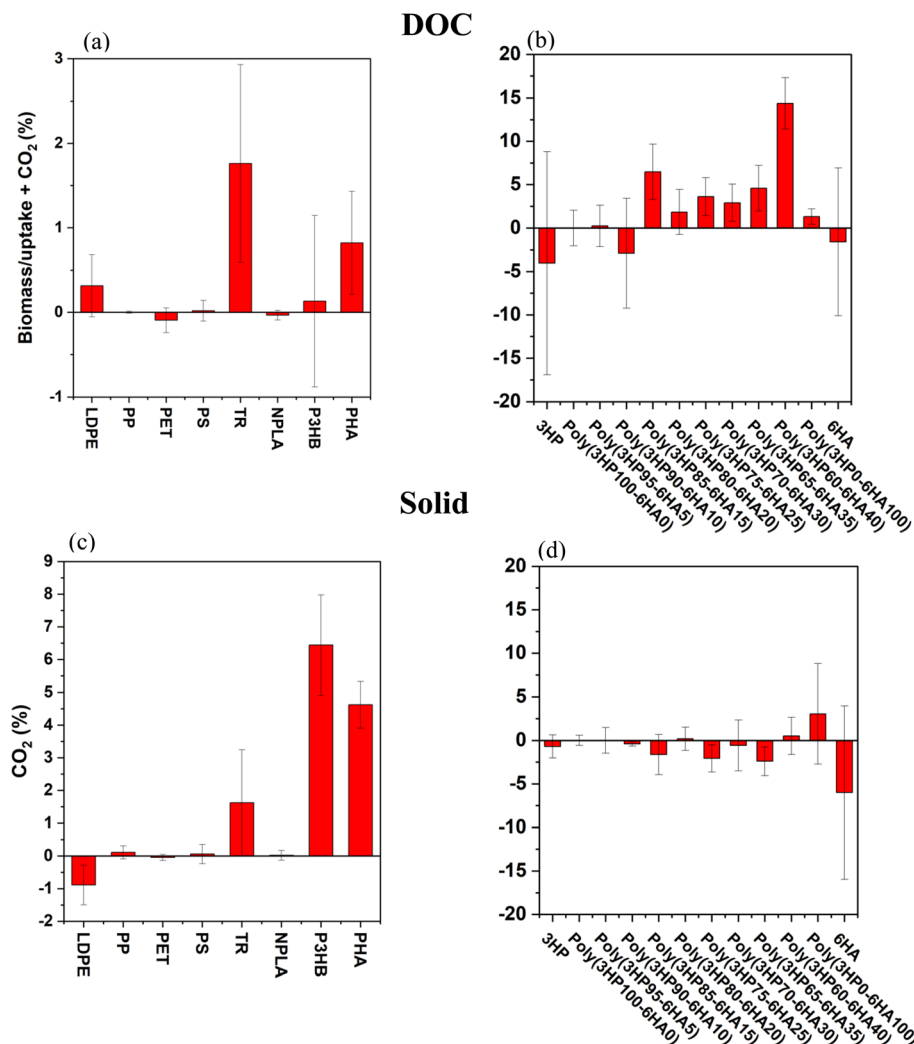 DOC
(a)
Biomass/uptake + CO₂ (%)
3
2
1
0
-1
LDPE
PP
PET
PS
TR
NPLA
P3HB
PHA
(b)
20
15
10
5
0
-5
-10
-15
-20
3HP
Poly(3HP100-6HA0)
Poly(3HP95-6HA5)
Poly(3HP90-6HA10)
Poly(3HP85-6HA15)
Poly(3HP80-6HA20)
Poly(3HP75-6HA25)
Poly(3HP70-6HA30)
Poly(3HP65-6HA35)
Poly(3HP60-6HA40)
Poly(3HP0-6HA100)
6HA
Solid
(c)
CO₂ (%)
9
8
7
6
5
4
3
2
1
0
-1
-2
LDPE
PP
PET
PS
TR
NPLA
P3HB
PHA
(d)
20
15
10
5
0
-5
-10
-15
-20
3HP
Poly(3HP100-6HA0)
Poly(3HP95-6HA5)
Poly(3HP90-6HA10)
Poly(3HP85-6HA15)
Poly(3HP80-6HA20)
Poly(3HP75-6HA25)
Poly(3HP70-6HA30)
Poly(3HP65-6HA35)
Poly(3HP60-6HA40)
Poly(3HP0-6HA100)
6HA